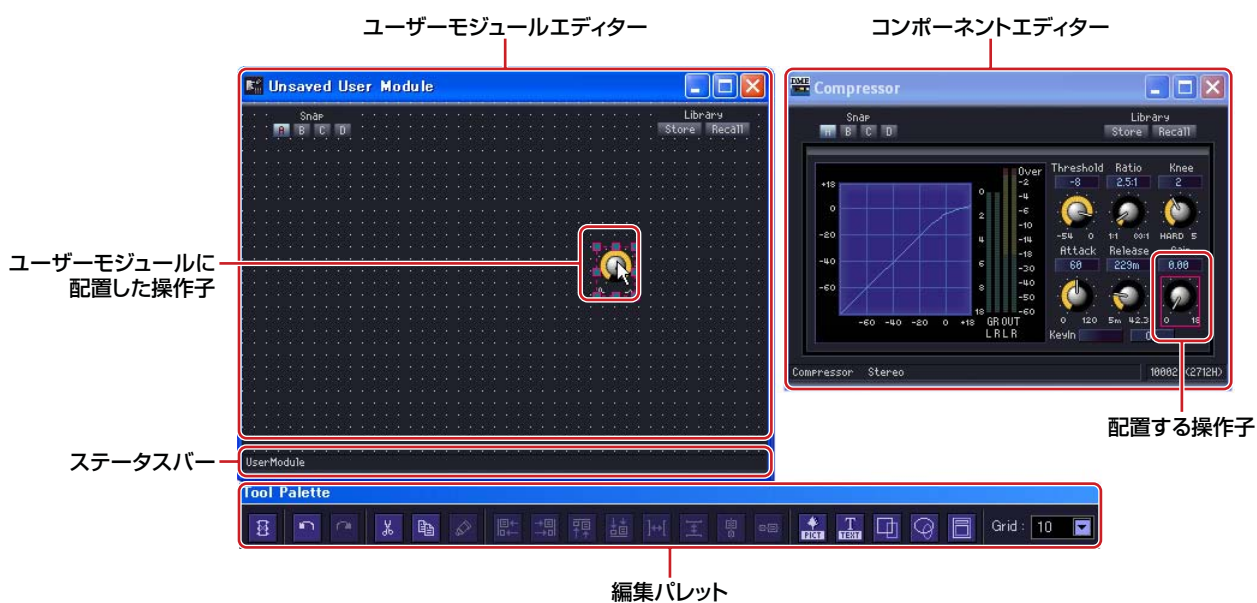 ユーザーモジュールエディター
コンポーネントエディター
Unsaved User Module
Snap
A B C D
Library
Store Recall
DME
Compressor
Snap
A B C D
Library
Store Recall
Threshold Ratio Knee
-8 2.5:1 2
-54 0 1:1 ∞:1 HARD 5
Attack Release Gain
60 229m 0.00
0 120 5m 42.3 0 18
KeyIn
+18
0
-20
-40
-60
-60 -40 -20 0 +18
0
2
4
6
8
18
Over
-2
-4
-6
-10
-14
-18
-30
-40
-50
-60
GR OUT
L R L R
Compressor Stereo
(2712H)
ユーザーモジュールに
配置した操作子
配置する操作子
ステータスバー
UserModule
Tool Palette
PICT
T
TEXT
Grid : 10
編集パレット